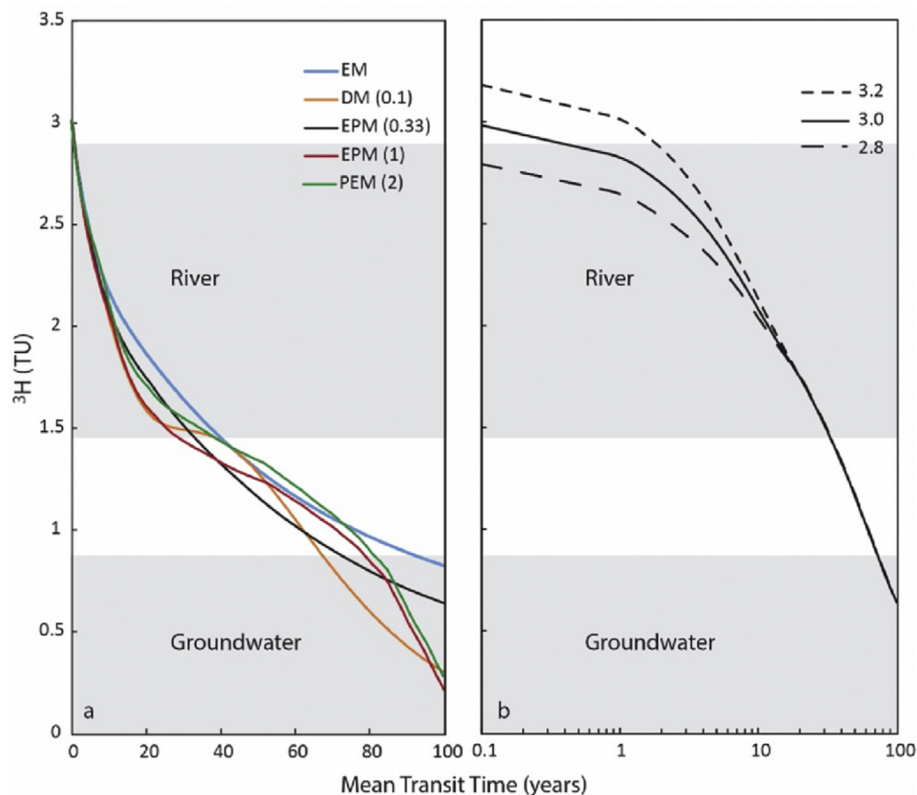 3.5
3
2.5
2
1.5
1
0.5
0
³H (TU)
EM
DM (0.1)
EPM (0.33)
EPM (1)
PEM (2)
River
Groundwater
a
0 20 40 60 80 100
3.2
3.0
2.8
River
Groundwater
b
0.1 1 10 100
Mean Transit Time (years)